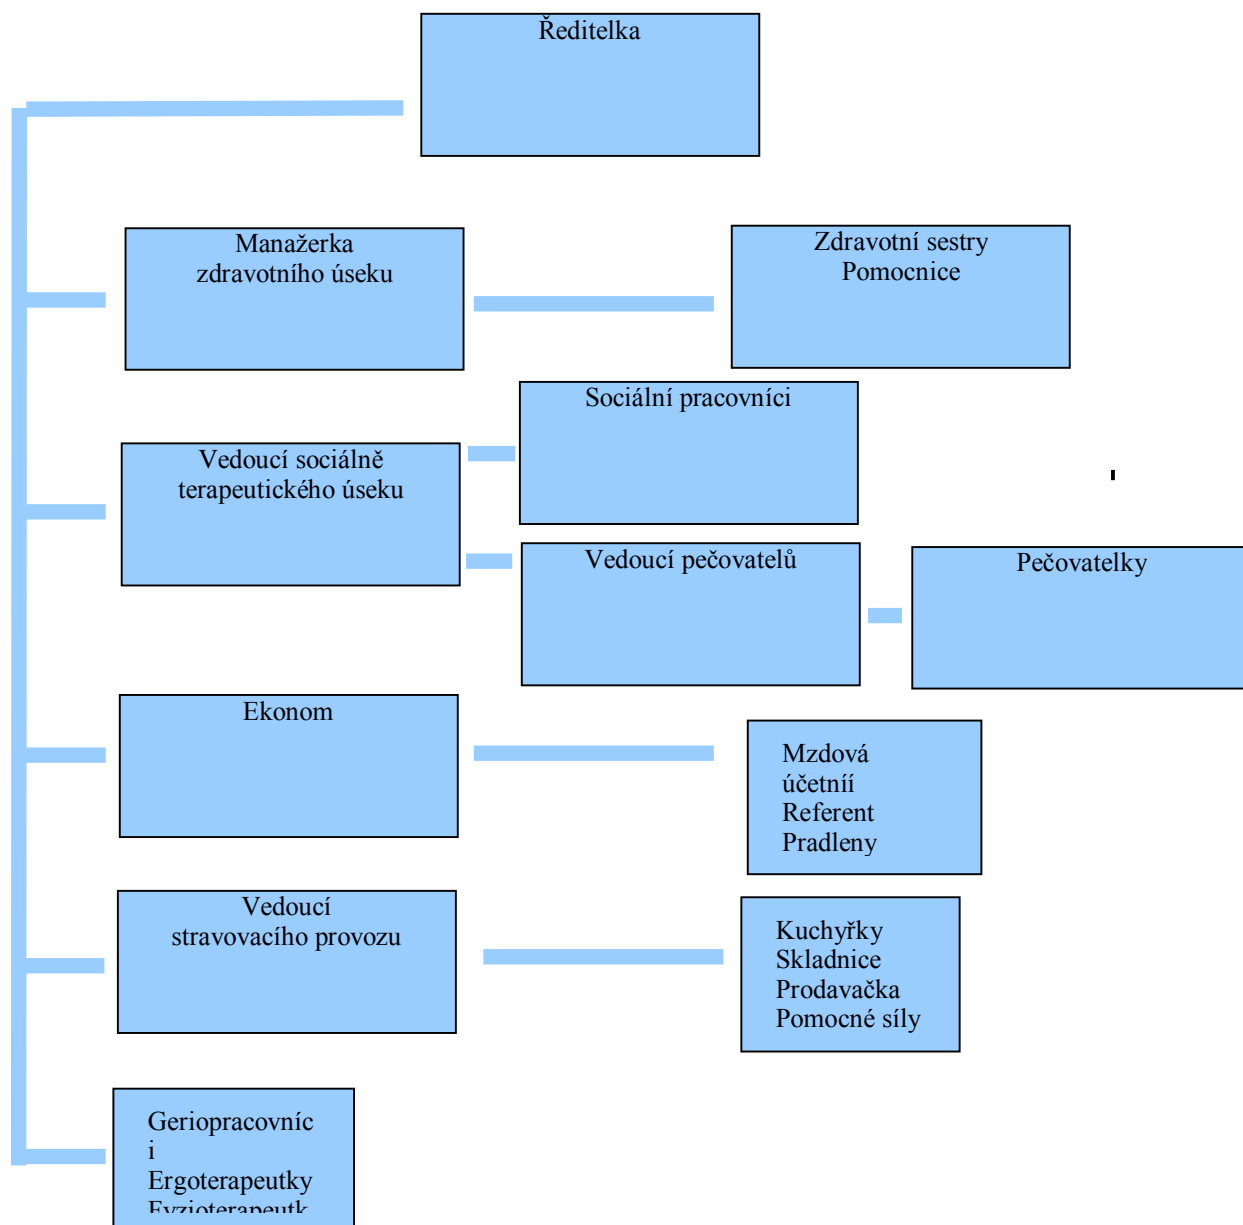 Ředitelka
Manažerka
zdravotního úseku
Zdravotní sestry
Pomocnice
Sociální pracovníci
Vedoucí sociálně
terapeutického úseku
Vedoucí pečovatelů
Pečovatelky
Ekonom
Mzdová
účetníí
Referent
Pradleny
Vedoucí
stravovacího provozu
Kuchyřky
Skladnice
Prodavačka
Pomocné síly
Geriopracovníc
i
Ergoterapeutky
Fyzioterapeutk